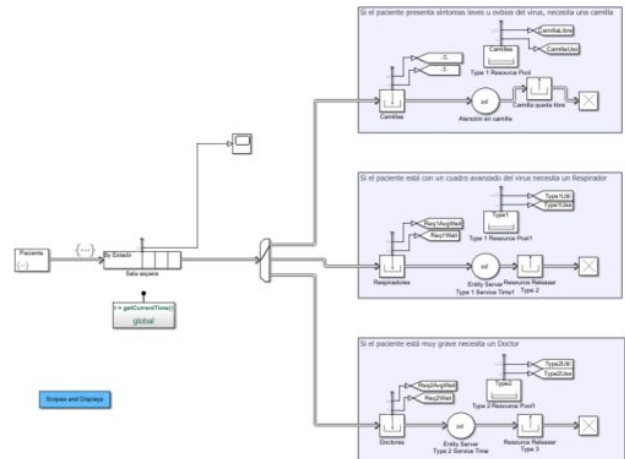 Si el paciente presenta sintomas leves u ovbios del virus, necesita una camilla
-T-
-T-
Camillas
CamillaLibre
CamillaUso
Type 1 Resource Pool
Camillas
inf
Atención en camilla
Camilla queda libre
Si el paciente está con un cuadro avanzado del virus necesita un Respirador
Req1AvgWait
Req1Wait
Type1
Type1Util
Type1Use
Type 1 Resource Pool1
Respiradores
inf
Entity Server
Type 1 Service Time1
Resource Releaser
Type 2
Paciente
{···}
By Estado
Sala espera
t = getCurrentTime()
global
Scopes and Displays
Si el paciente está muy grave necesita un Doctor
Req2AvgWait
Req2Wait
Type2
Type2Util
Type2Use
Type 2 Resource Pool1
Doctores
inf
Entity Server
Type 2 Service Time
Resource Releaser
Type 3